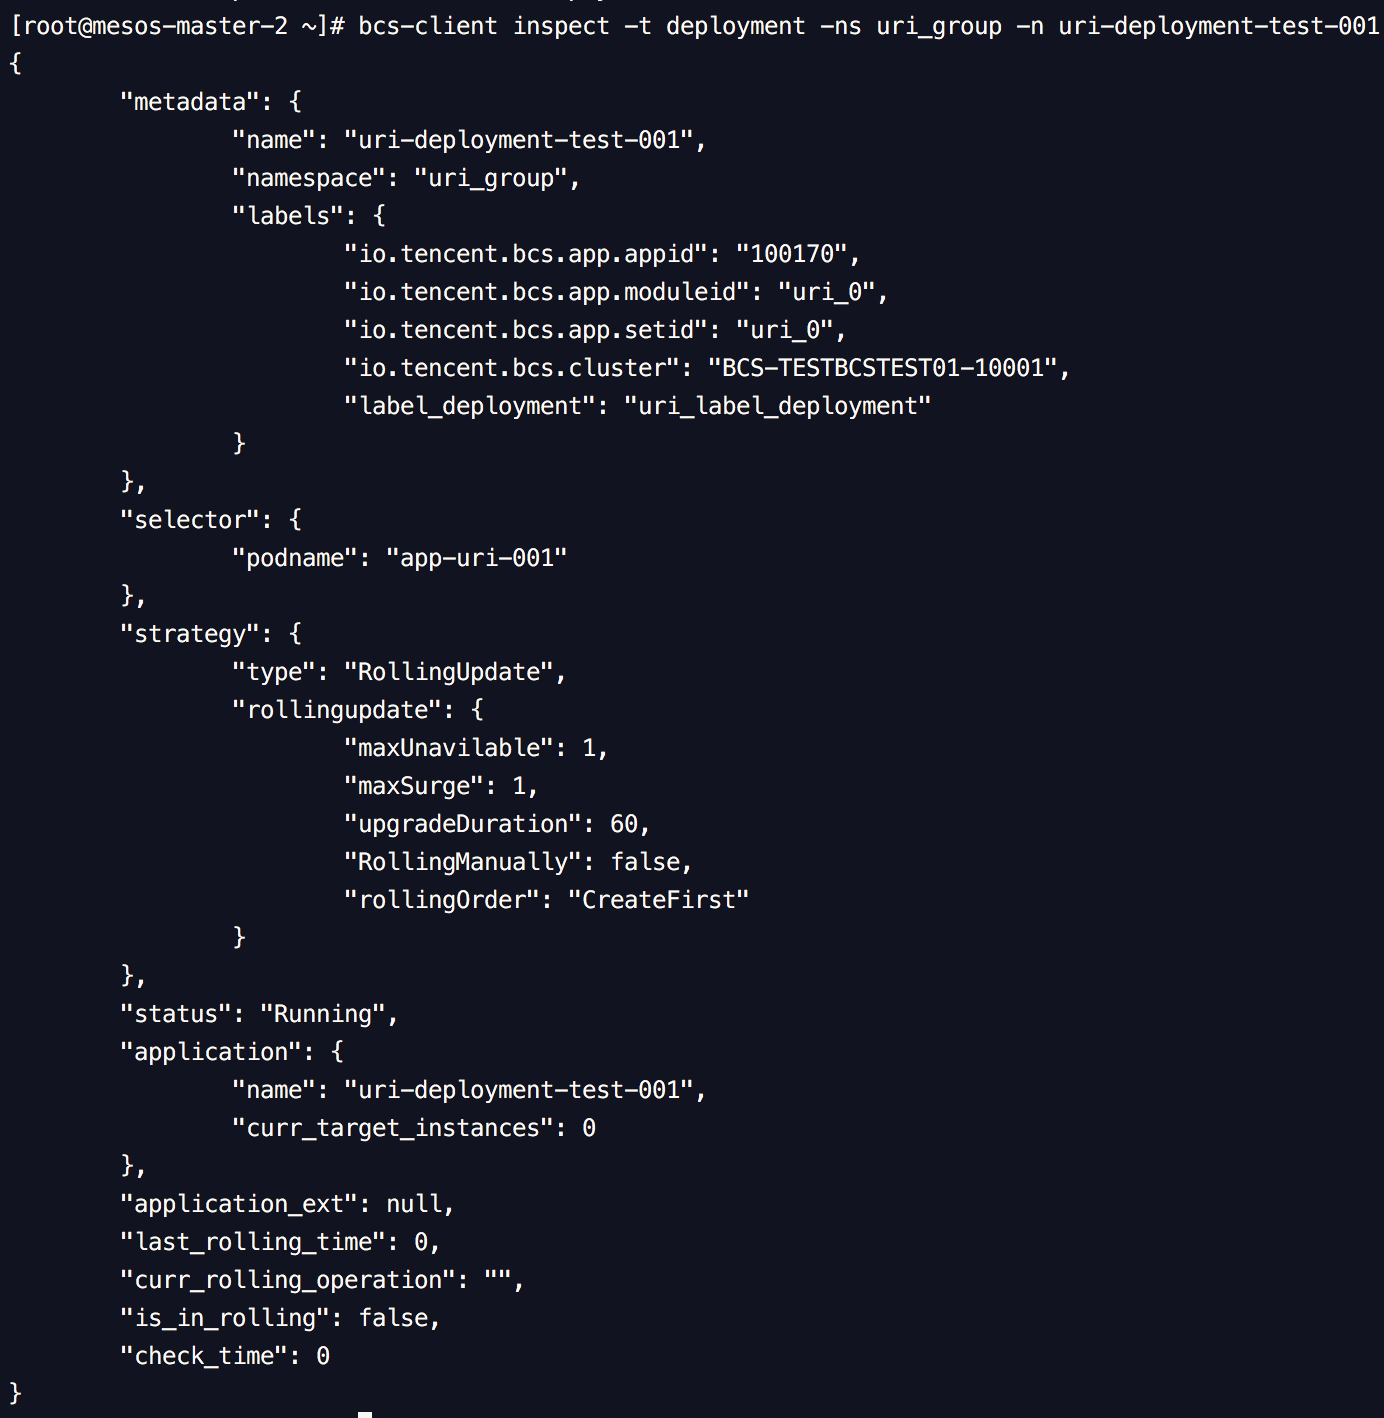 [root@mesos-master-2 ~]# bcs-client inspect -t deployment -ns uri_group -n uri-deployment-test-001
{
        "metadata": {
                "name": "uri-deployment-test-001",
                "namespace": "uri_group",
                "labels": {
                        "io.tencent.bcs.app.appid": "100170",
                        "io.tencent.bcs.app.moduleid": "uri_0",
                        "io.tencent.bcs.app.setid": "uri_0",
                        "io.tencent.bcs.cluster": "BCS-TESTBCSTEST01-10001",
                        "label_deployment": "uri_label_deployment"
                }
        },
        "selector": {
                "podname": "app-uri-001"
        },
        "strategy": {
                "type": "RollingUpdate",
                "rollingupdate": {
                        "maxUnavilable": 1,
                        "maxSurge": 1,
                        "upgradeDuration": 60,
                        "RollingManually": false,
                        "rollingOrder": "CreateFirst"
                }
        },
        "status": "Running",
        "application": {
                "name": "uri-deployment-test-001",
                "curr_target_instances": 0
        },
        "application_ext": null,
        "last_rolling_time": 0,
        "curr_rolling_operation": "",
        "is_in_rolling": false,
        "check_time": 0
}